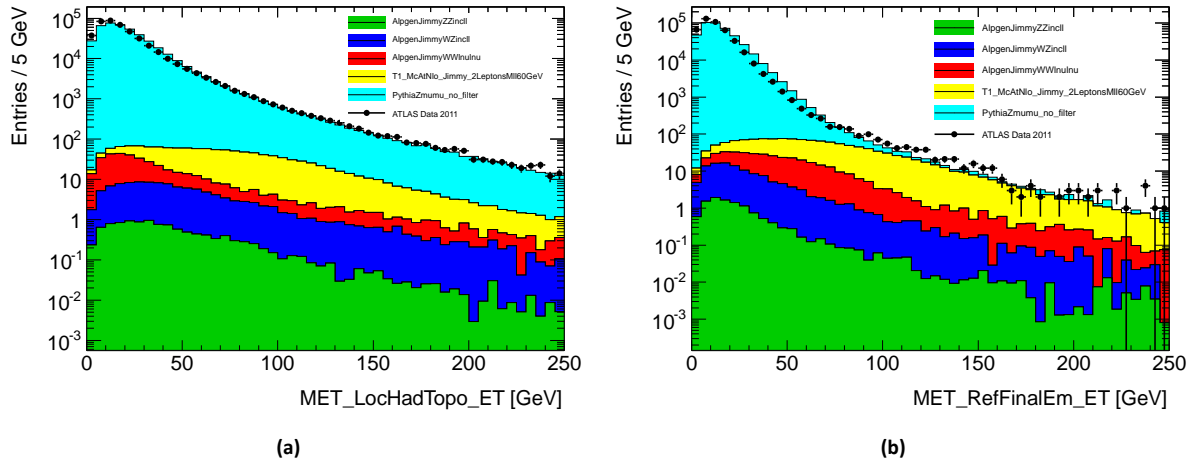 Entries / 5 GeV
10^5
10^4
10^3
10^2
10
1
10^-1
10^-2
10^-3
AlpgenJimmyZZincll
AlpgenJimmyWZincll
AlpgenJimmyWWlnulnu
T1_McAtNlo_Jimmy_2LeptonsMll60GeV
PythiaZmumu_no_filter
ATLAS Data 2011
0 50 100 150 200 250
MET_LocHadTopo_ET [GeV]
(a)
Entries / 5 GeV
10^5
10^4
10^3
10^2
10
1
10^-1
10^-2
10^-3
AlpgenJimmyZZincll
AlpgenJimmyWZincll
AlpgenJimmyWWlnulnu
T1_McAtNlo_Jimmy_2LeptonsMll60GeV
PythiaZmumu_no_filter
ATLAS Data 2011
0 50 100 150 200 250
MET_RefFinalEm_ET [GeV]
(b)